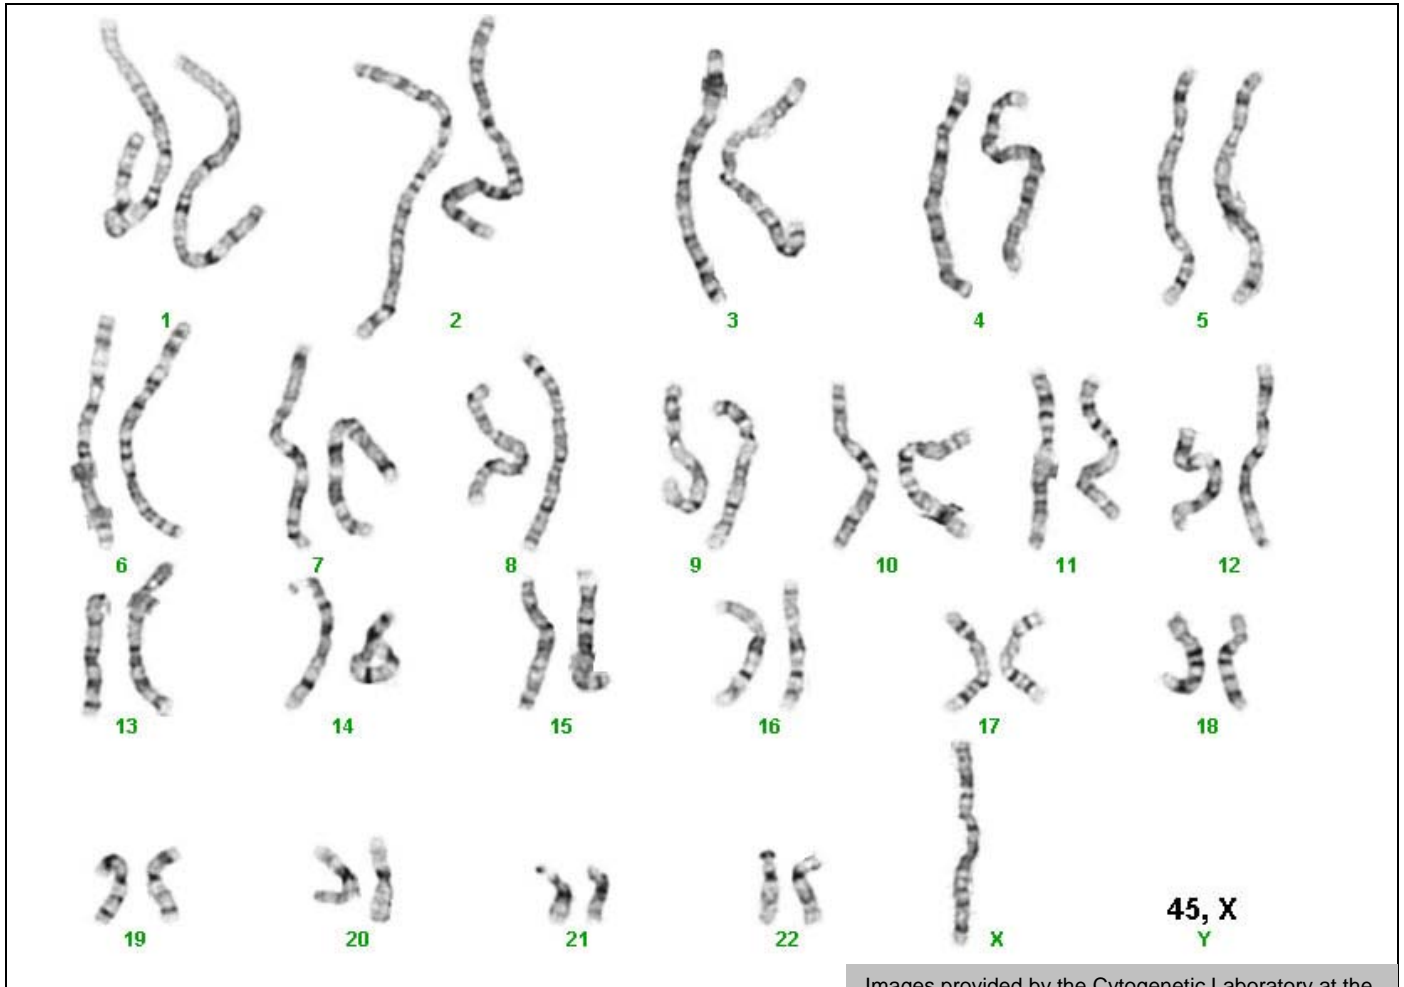 1 2 3 4 5
6 7 8 9 10 11 12
13 14 15 16 17 18
45, X
19 20 21 22 X Y
Images provided by the Cytogenetic Laboratory at the